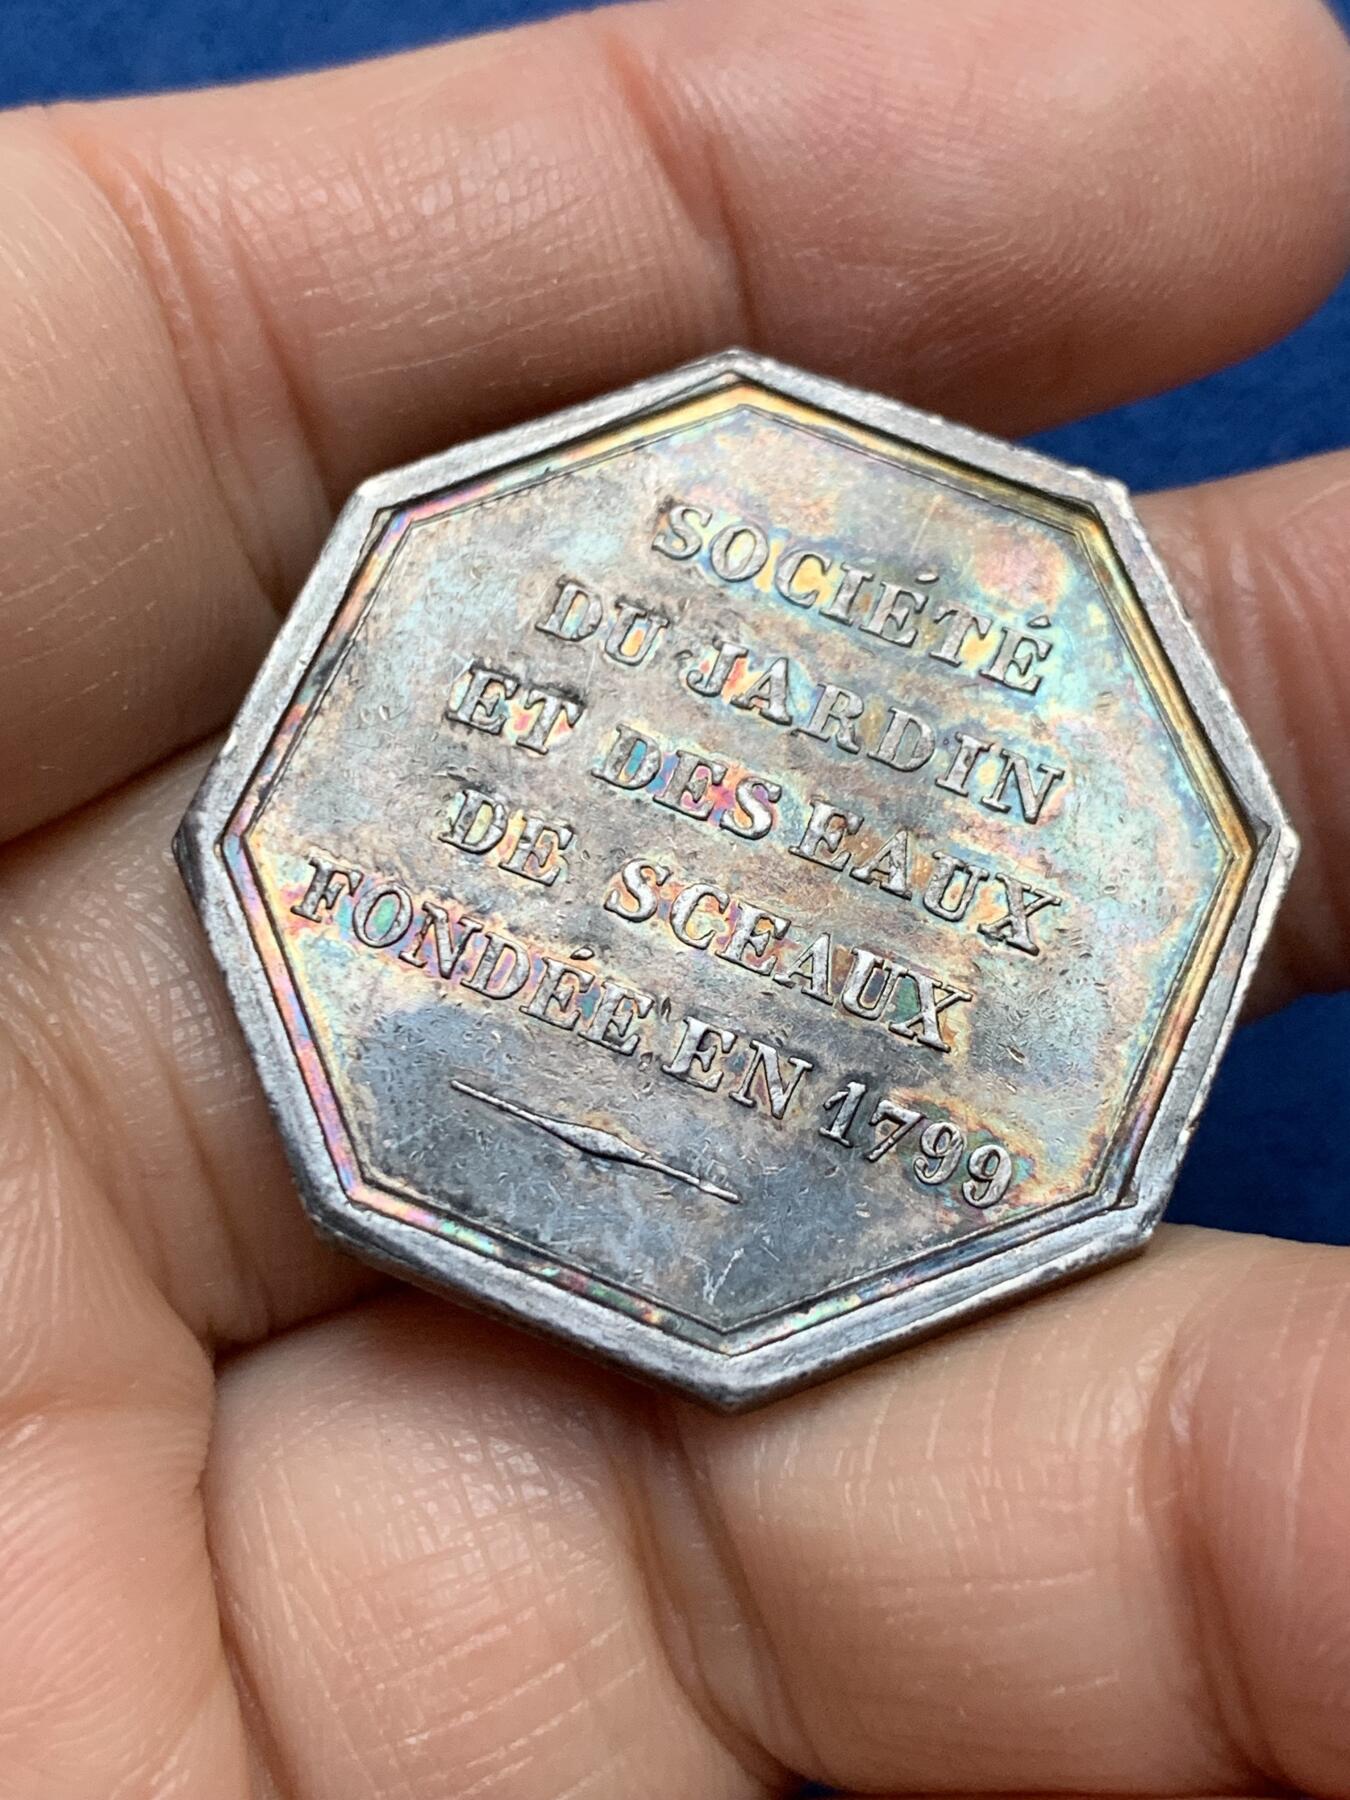 SOCIÉTÉ
DU JARDIN
ET DES EAUX
DE SCEAUX
FONDÉE EN 1799